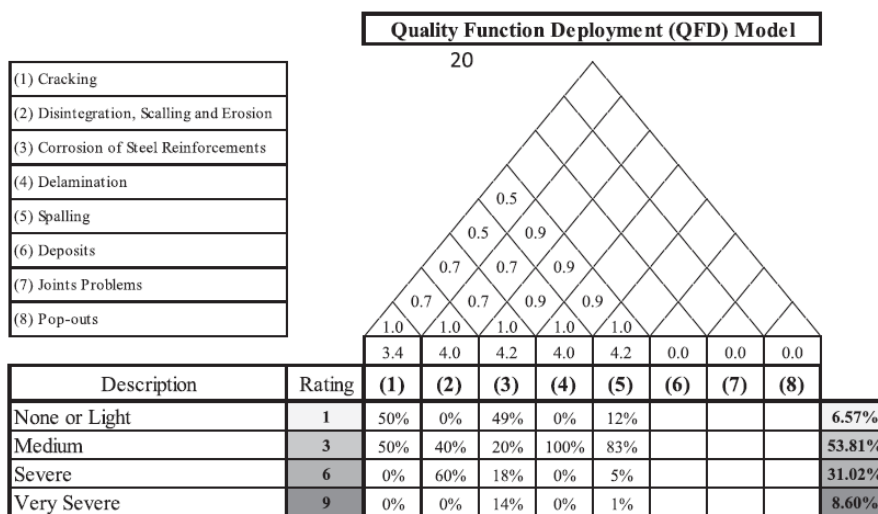 Quality Function Deployment (QFD) Model
20
(1) Cracking
(2) Disintegration, Scalling and Erosion
(3) Corrosion of Steel Reinforcements
(4) Delamination
(5) Spalling
(6) Deposits
(7) Joints Problems
(8) Pop-outs
0.5
0.5 0.9
0.7 0.7 0.9
0.7 0.7 0.9 0.9
1.0 1.0 1.0 1.0 1.0
3.4 4.0 4.2 4.0 4.2 0.0 0.0 0.0
Description Rating (1) (2) (3) (4) (5) (6) (7) (8)
None or Light 1 50% 0% 49% 0% 12% 6.57%
Medium 3 50% 40% 20% 100% 83% 53.81%
Severe 6 0% 60% 18% 0% 5% 31.02%
Very Severe 9 0% 0% 14% 0% 1% 8.60%